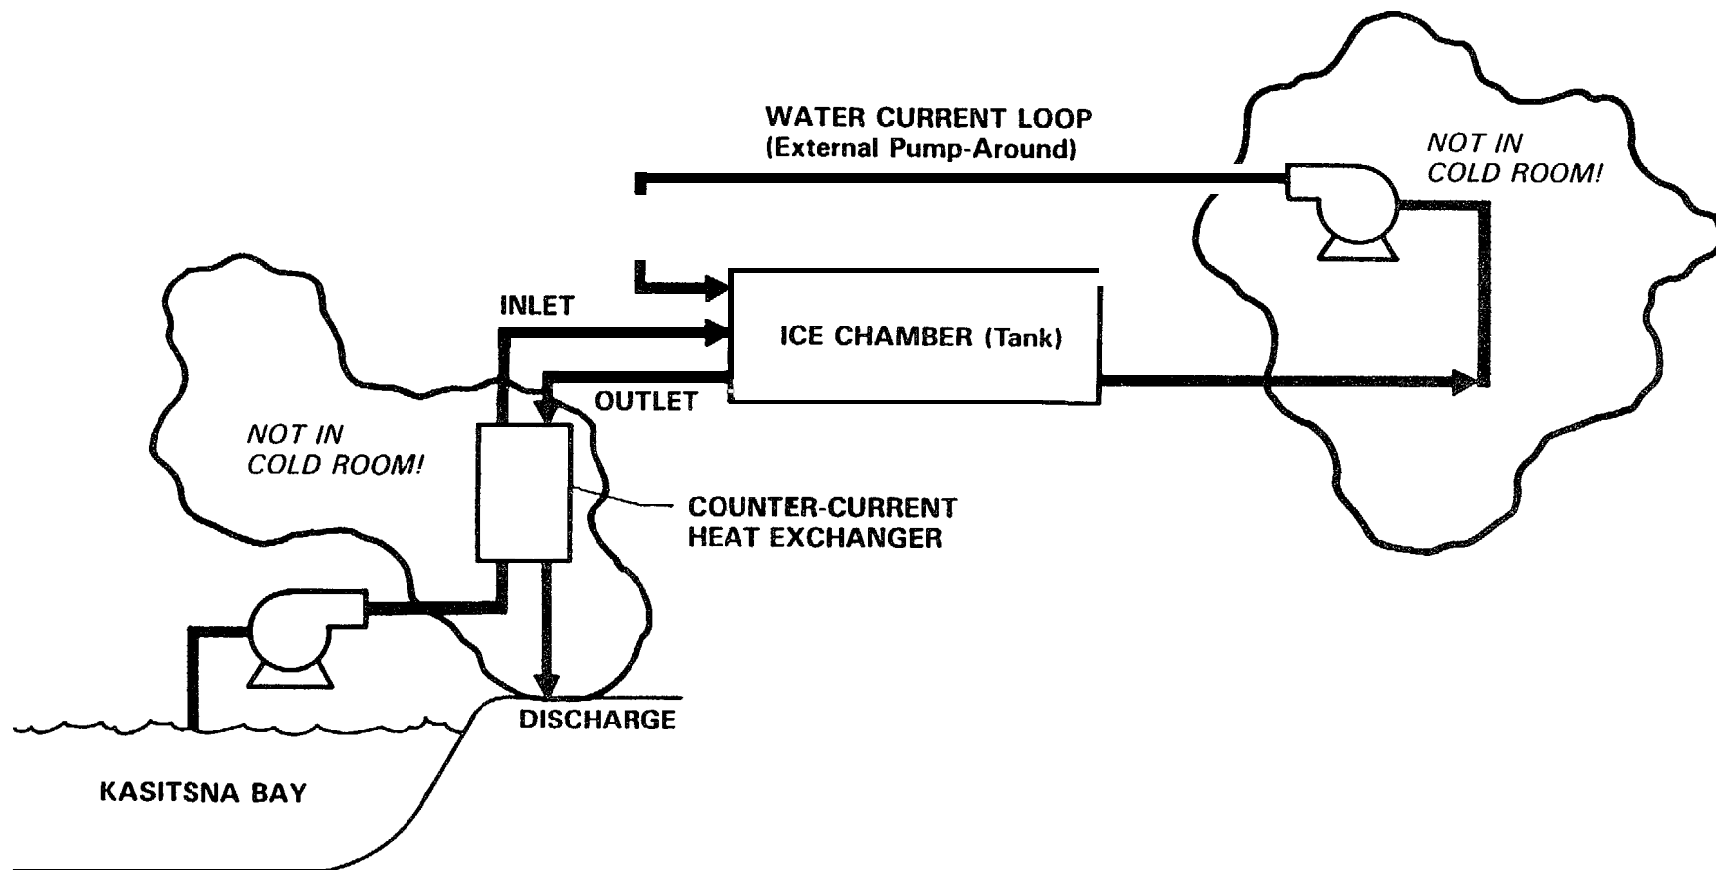 WATER CURRENT LOOP
(External Pump-Around)
NOT IN
COLD ROOM!
INLET
ICE CHAMBER (Tank)
OUTLET
NOT IN
COLD ROOM!
COUNTER-CURRENT
HEAT EXCHANGER
DISCHARGE
KASITSNA BAY